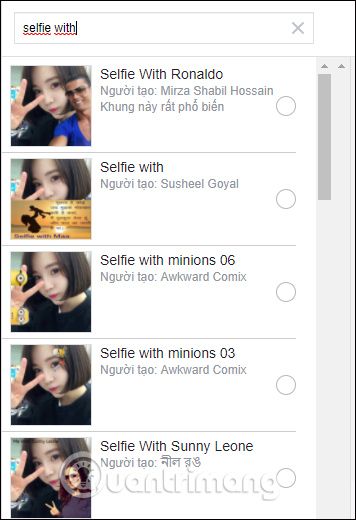 selfie with
Selfie With Ronaldo
Người tạo: Mirza Shabil Hossain
Khung này rất phổ biến
Selfie with
Người tạo: Susheel Goyal
Selfie with Maa
Selfie with minions 06
Người tạo: Awkward Comix
Selfie with minions 03
Người tạo: Awkward Comix
Selfie With Sunny Leone
Người tạo: নীল রঙ
Quantrimang